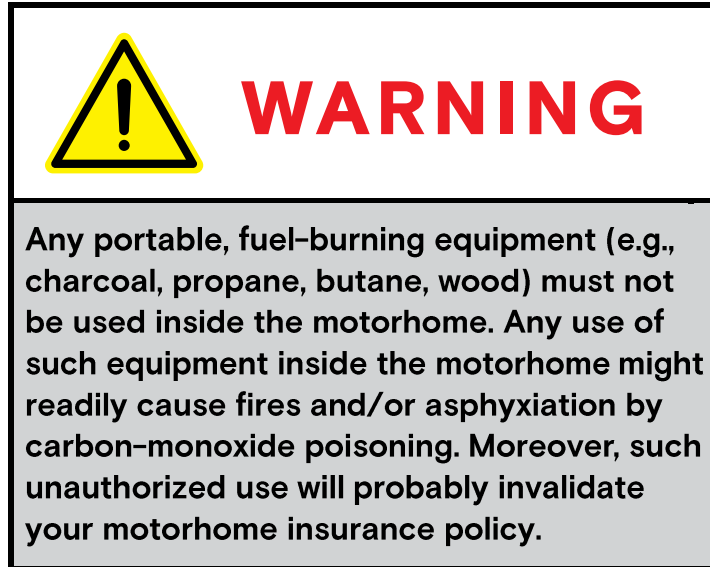 WARNING
Any portable, fuel-burning equipment (e.g.,
charcoal, propane, butane, wood) must not
be used inside the motorhome. Any use of
such equipment inside the motorhome might
readily cause fires and/or asphyxiation by
carbon-monoxide poisoning. Moreover, such
unauthorized use will probably invalidate
your motorhome insurance policy.